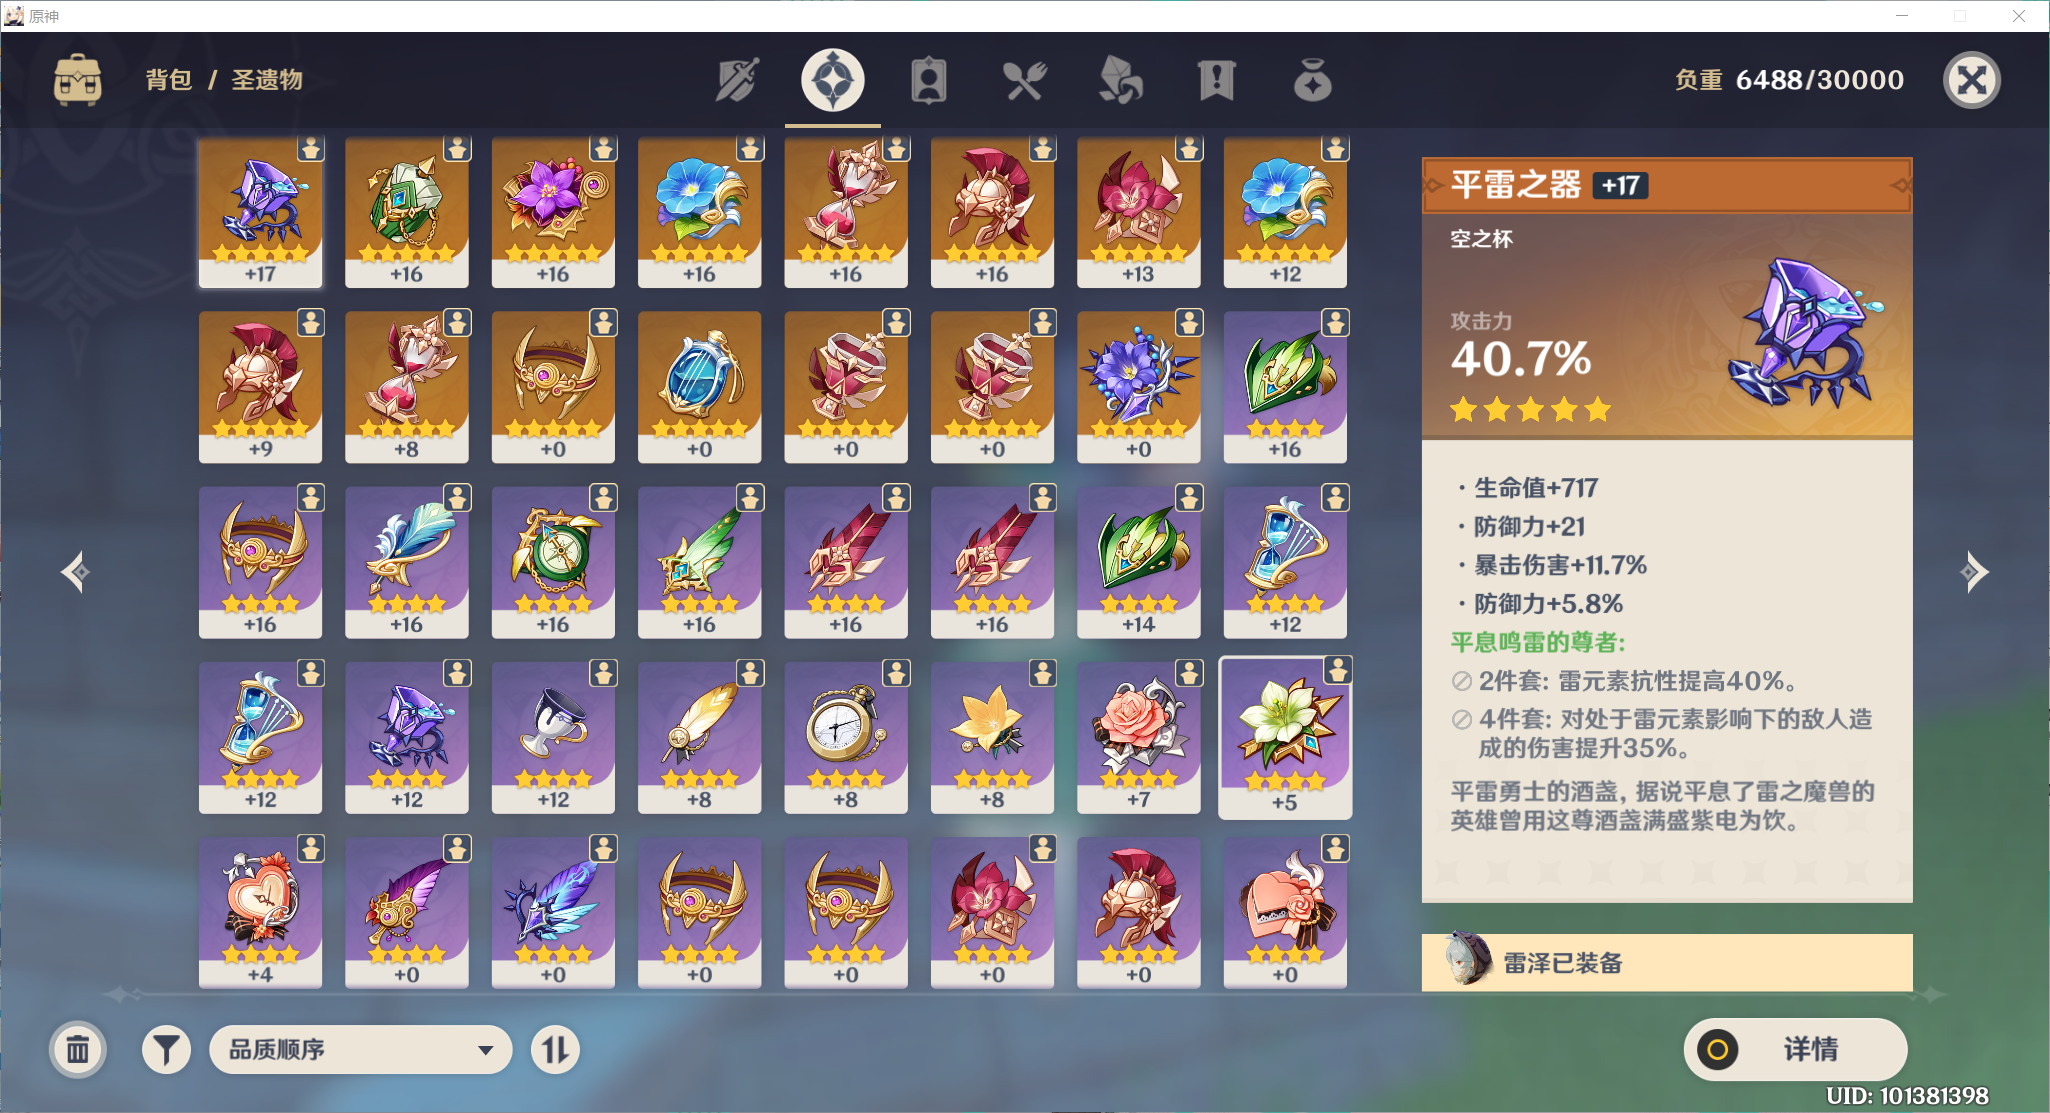 原神
背包 / 圣遗物
负重 6488/30000
+17
+16
+16
+16
+16
+16
+13
+12
+9
+8
+0
+0
+0
+0
+0
+16
+16
+16
+16
+16
+16
+16
+14
+12
+12
+12
+12
+8
+8
+8
+7
+5
+4
+0
+0
+0
+0
+0
+0
+0
平雷之器 +17
空之杯
攻击力
40.7%
·生命值+717
·防御力+21
·暴击伤害+11.7%
·防御力+5.8%
平息鸣雷的尊者:
2件套: 雷元素抗性提高40%。
4件套: 对处于雷元素影响下的敌人造
成的伤害提升35%。
平雷勇士的酒盏, 据说平息了雷之魔兽的
英雄曾用这尊酒盏满盛紫电为饮。
雷泽已装备
品质顺序
详情
UID: 101381398